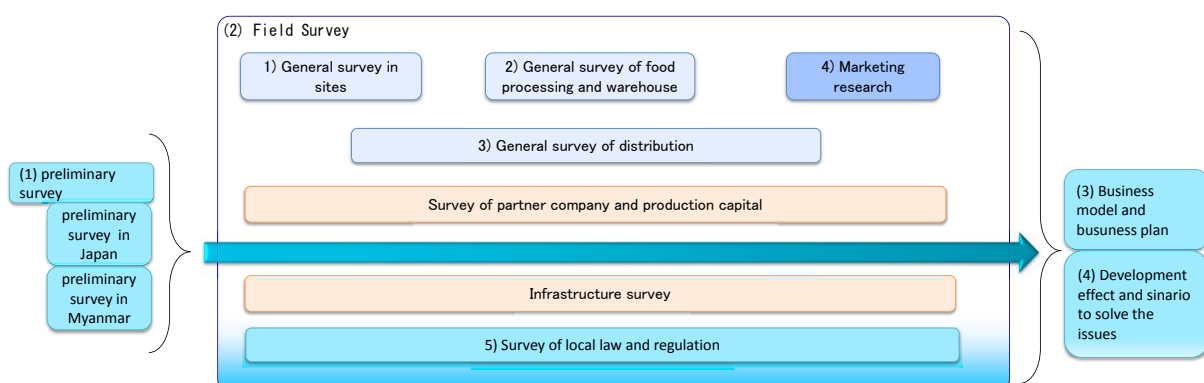 (2) Field Survey
1) General survey in
sites
2) General survey of food
processing and warehouse
4) Marketing
research
3) General survey of distribution
(1) preliminary
survey
preliminary
survey in
Japan
preliminary
survey in
Myanmar
Survey of partner company and production capital
Infrastructure survey
5) Survey of local law and regulation
(3) Business
model and
busuness plan
(4) Development
effect and sinario
to solve the
issues